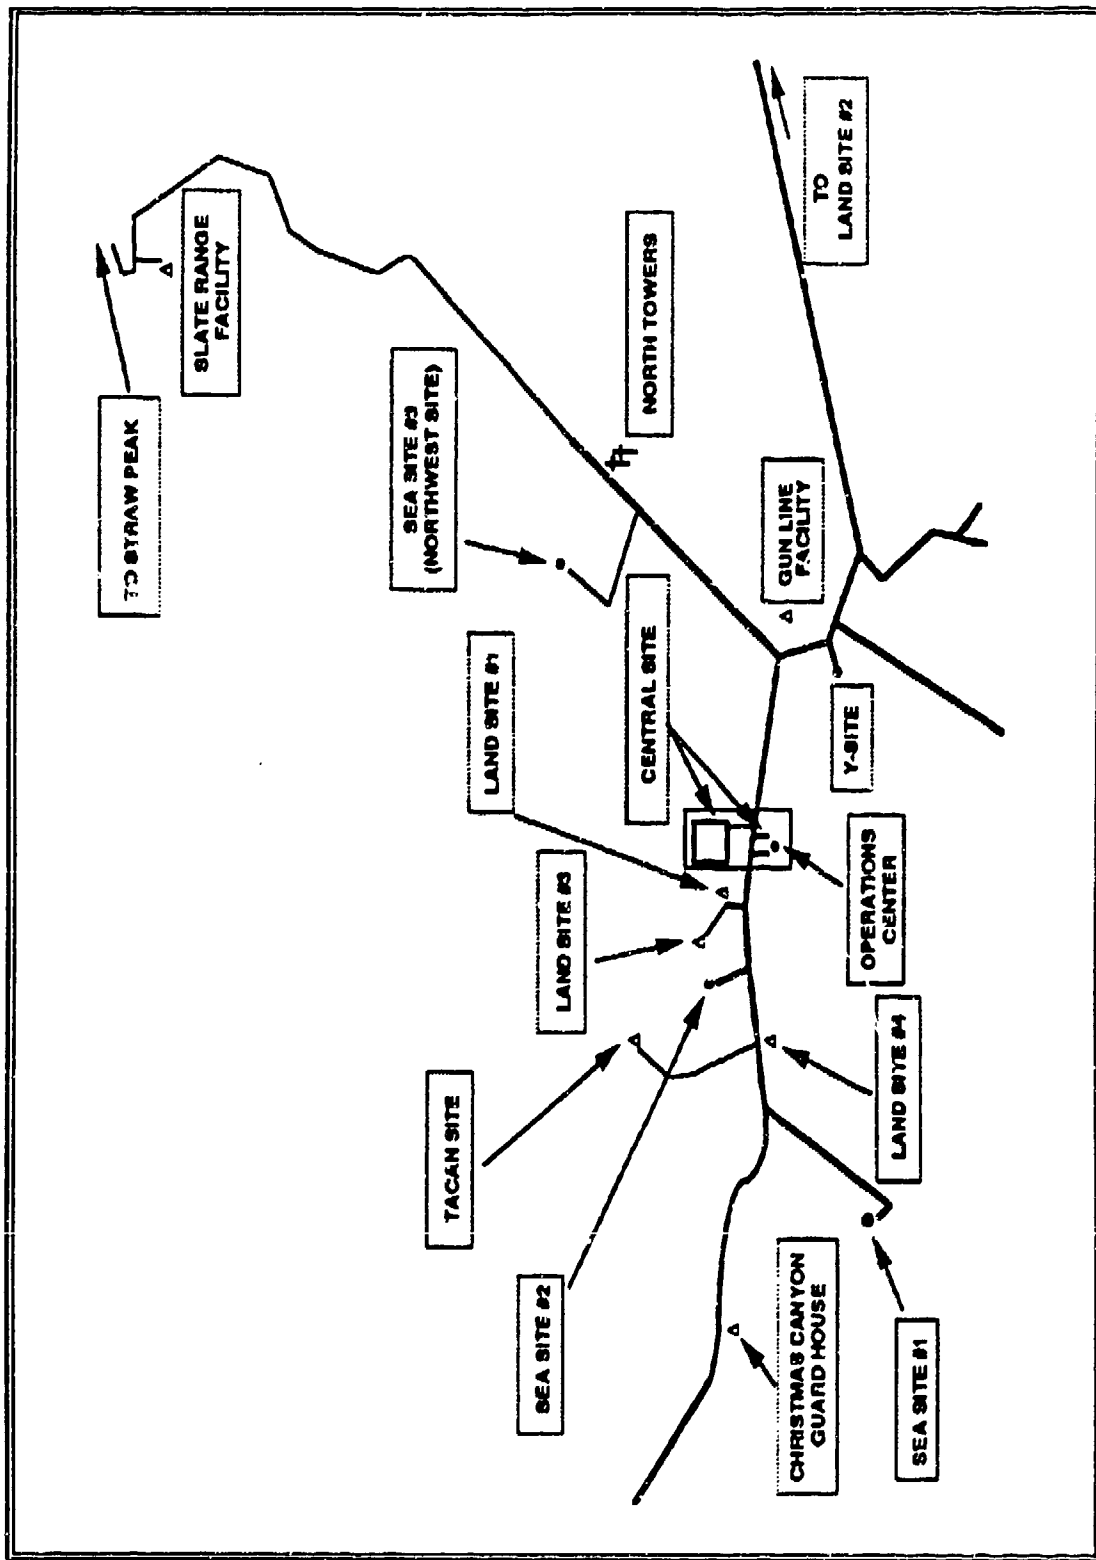 TO STRAW PEAK
SLATE RANGE
FACILITY
SEA SITE #3
(NORTHWEST SITE)
TACAN SITE
LAND SITE #1
SEA SITE #2
LAND SITE #3
CENTRAL SITE
NORTH TOWERS
CHRISTMAS CANYON
GUARD HOUSE
GUN LINE
FACILITY
TO
LAND SITE #2
Y-SITE
OPERATIONS
CENTER
LAND SITE #4
SEA SITE #1